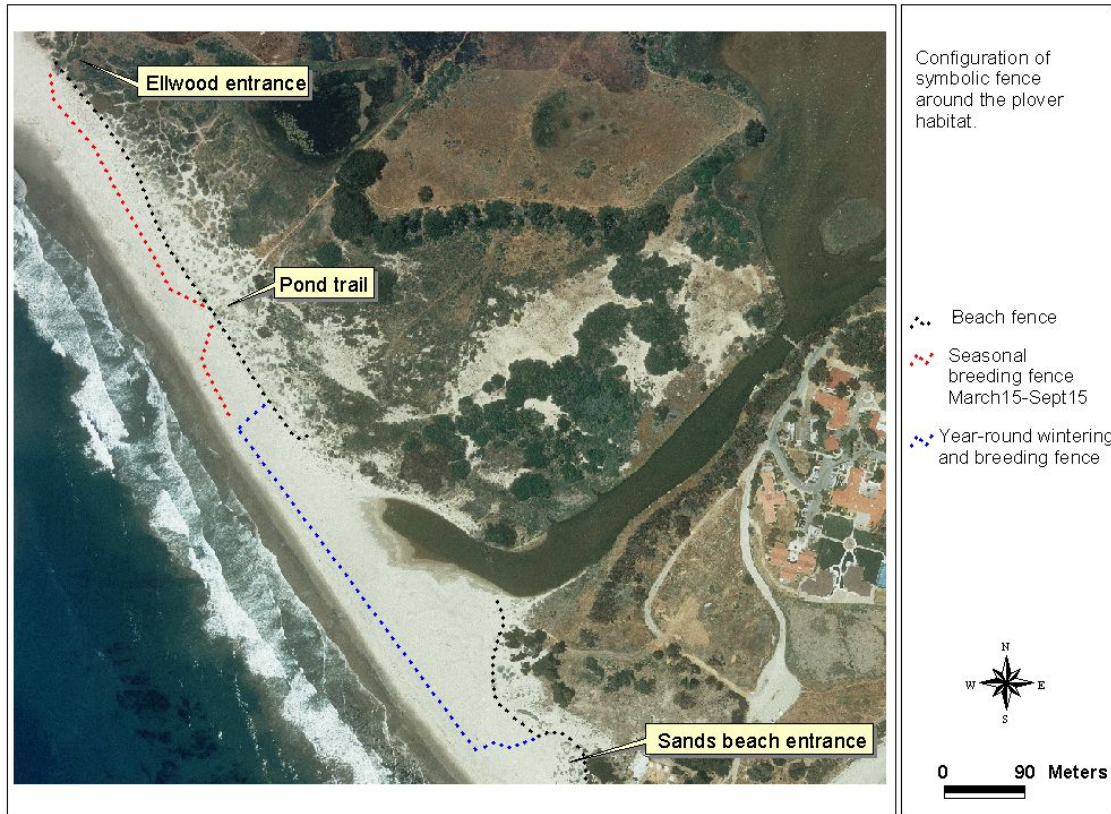 Ellwood entrance
Pond trail
Sands beach entrance
Configuration of
symbolic fence
around the plover
habitat.
Beach fence
Seasonal
breeding fence
March15-Sept15
Year-round wintering
and breeding fence
N
W E
S
0 90 Meters